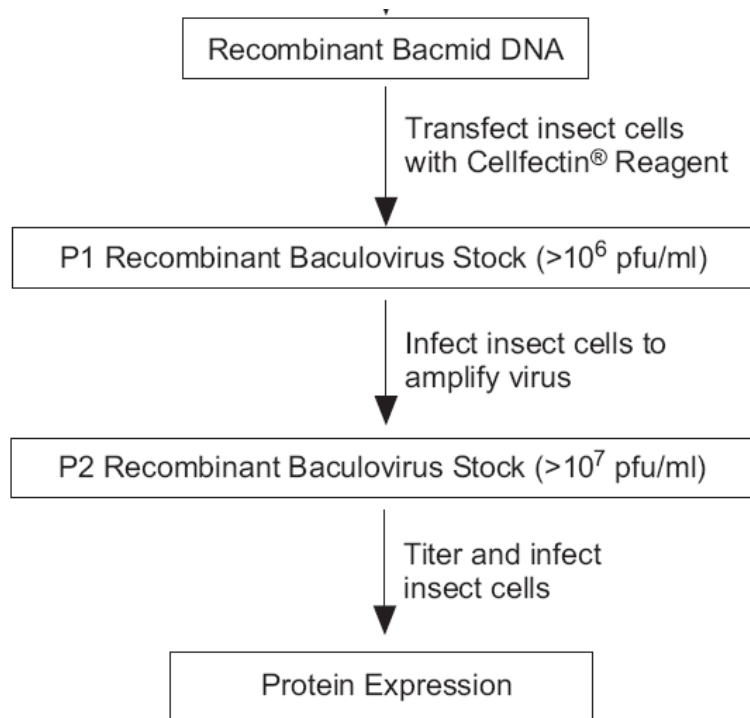 Recombinant Bacmid DNA
Transfect insect cells
with Cellfectin® Reagent
P1 Recombinant Baculovirus Stock (>10⁶ pfu/ml)
Infect insect cells to
amplify virus
P2 Recombinant Baculovirus Stock (>10⁷ pfu/ml)
Titer and infect
insect cells
Protein Expression